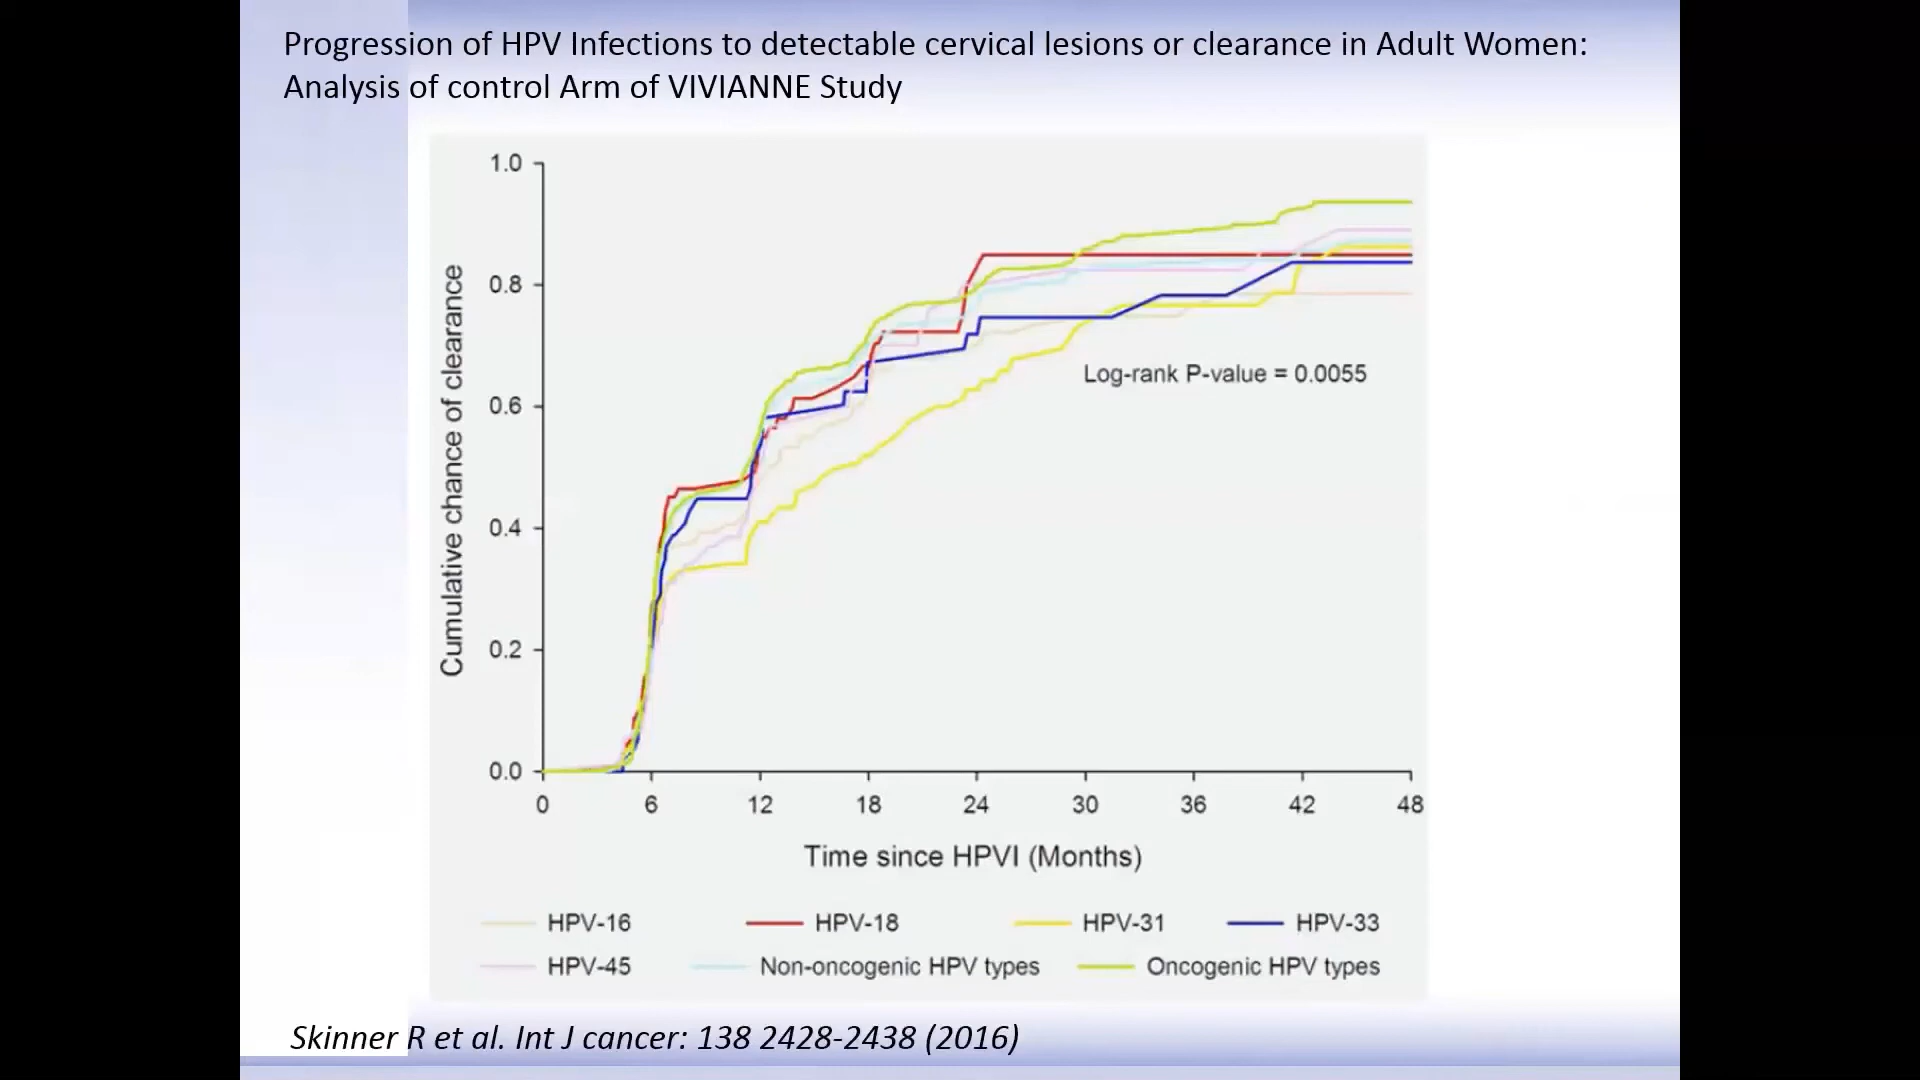 Progression of HPV Infections to detectable cervical lesions or clearance in Adult Women:
Analysis of control Arm of VIVIANNE Study
Cumulative chance of clearance
1.0
0.8
0.6
0.4
0.2
0.0
Log-rank P-value = 0.0055
0 6 12 18 24 30 36 42 48
Time since HPVI (Months)
HPV-16 HPV-18 HPV-31 HPV-33
HPV-45 Non-oncogenic HPV types Oncogenic HPV types
Skinner R et al. Int J cancer: 138 2428-2438 (2016)